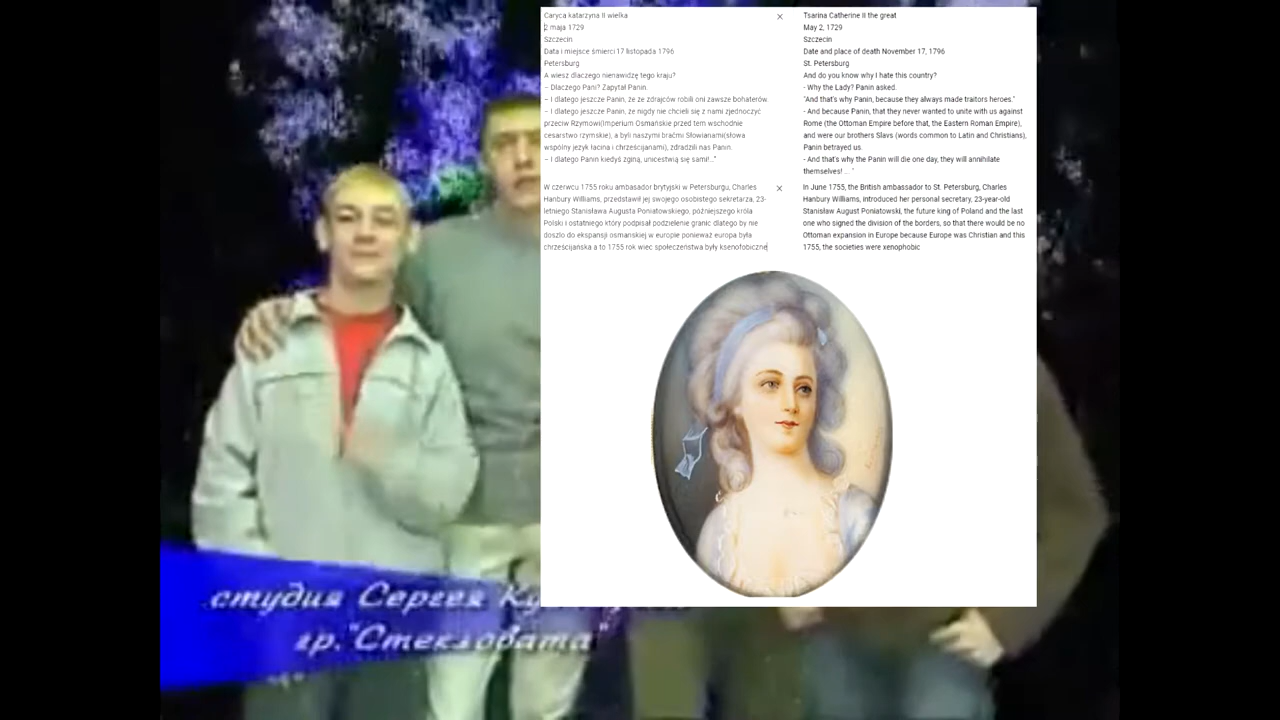 Caryca katarzyna II wielka
2 maja 1729
Szczecin
Data i miejsce śmierci 17 listopada 1796
Petersburg
A wiesz dlaczego nienawidzę tego kraju?
– Dlaczego Pani? Zapytał Panin.
– I dlatego jeszcze Panin, że ze zdrajców robili oni zawsze bohaterów.
– I dlatego jeszcze Panin, że nigdy nie chcieli się z nami zjednoczyć
przeciw Rzymowi(Imperium Osmańskie przed tem wschodnie
cesarstwo rzymskie), a byli naszymi braćmi Słowianami(słowa
wspólny jezyk łacina i chrześcijanami), zdradzili nas Panin.
– I dlatego Panin kiedyś zginą, unicestwią się sami!..."
W czerwcu 1755 roku ambasador brytyjski w Petersburgu, Charles
Hanbury Williams, przedstawił jej swojego osobistego sekretarza, 23-
letniego Stanisława Augusta Poniatowskiego, późniejszego króla
Polski i ostatniego który podpisał podzielenie granic dlatego by nie
doszło do ekspansji osmańskiej w europie ponieważ europa była
chrześcijańska a to 1755 rok wiec społeczeństwa były ksenofobiczne
Tsarina Catherine II the great
May 2, 1729
Szczecin
Date and place of death November 17, 1796
St. Petersburg
And do you know why I hate this country?
- Why the Lady? Panin asked.
"And that's why Panin, because they always made traitors heroes."
- And because Panin, that they never wanted to unite with us against
Rome (the Ottoman Empire before that, the Eastern Roman Empire),
and were our brothers Slavs (words common to Latin and Christians),
Panin betrayed us.
- And that's why the Panin will die one day, they will annihilate
themselves! ... "
In June 1755, the British ambassador to St. Petersburg, Charles
Hanbury Williams, introduced her personal secretary, 23-year-old
Stanisław August Poniatowski, the future king of Poland and the last
one who signed the division of the borders, so that there would be no
Ottoman expansion in Europe because Europe was Christian and this
1755, the societies were xenophobic
студия Сергея
гр."Стекловата"